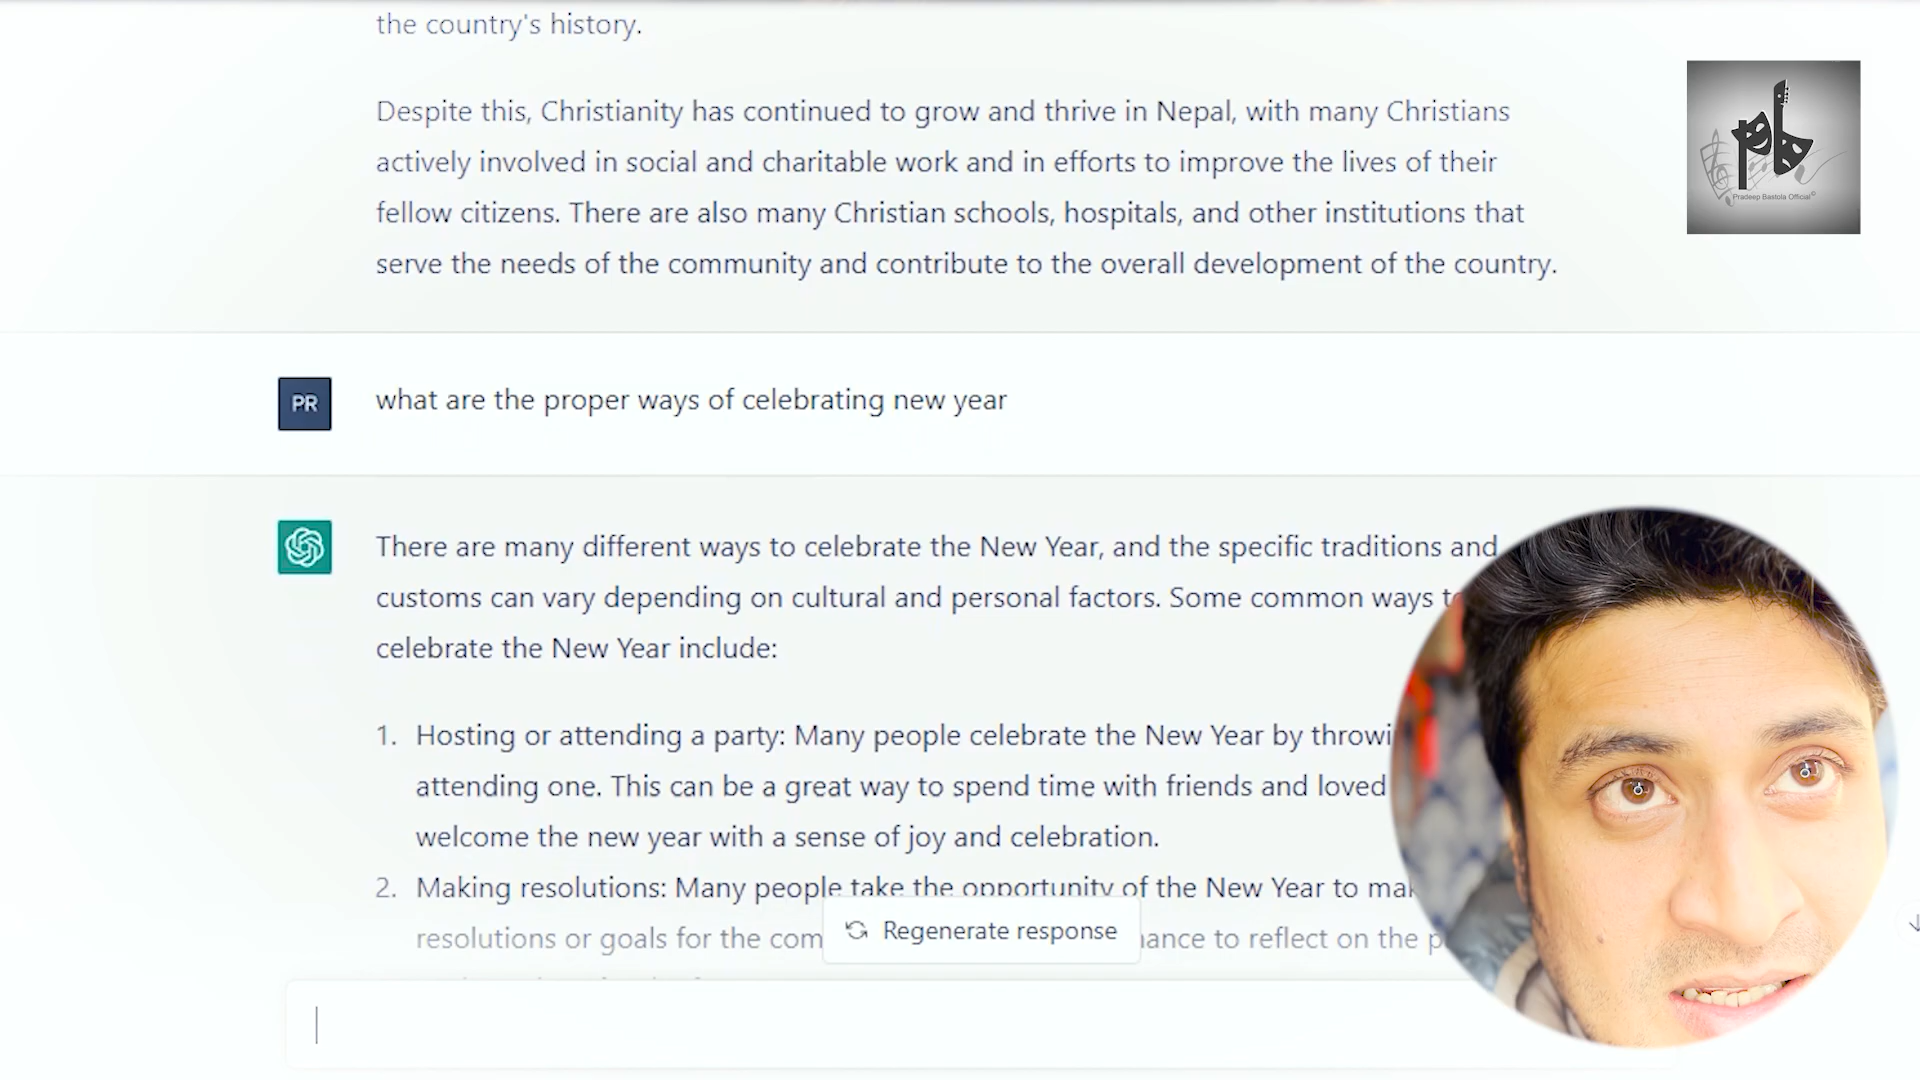 the country's history.
Despite this, Christianity has continued to grow and thrive in Nepal, with many Christians
actively involved in social and charitable work and in efforts to improve the lives of their
fellow citizens. There are also many Christian schools, hospitals, and other institutions that
serve the needs of the community and contribute to the overall development of the country.
pb
Pradeep Bastola Official©
PR
what are the proper ways of celebrating new year
There are many different ways to celebrate the New Year, and the specific traditions and
customs can vary depending on cultural and personal factors. Some common ways
celebrate the New Year include:
1. Hosting or attending a party: Many people celebrate the New Year by
attending one. This can be a great way to spend time with friends and loved
welcome the new year with a sense of joy and celebration.
2. Making resolutions: Many people take the opportunity of the New Year to
resolutions or goals for the
to reflect on the
Regenerate response